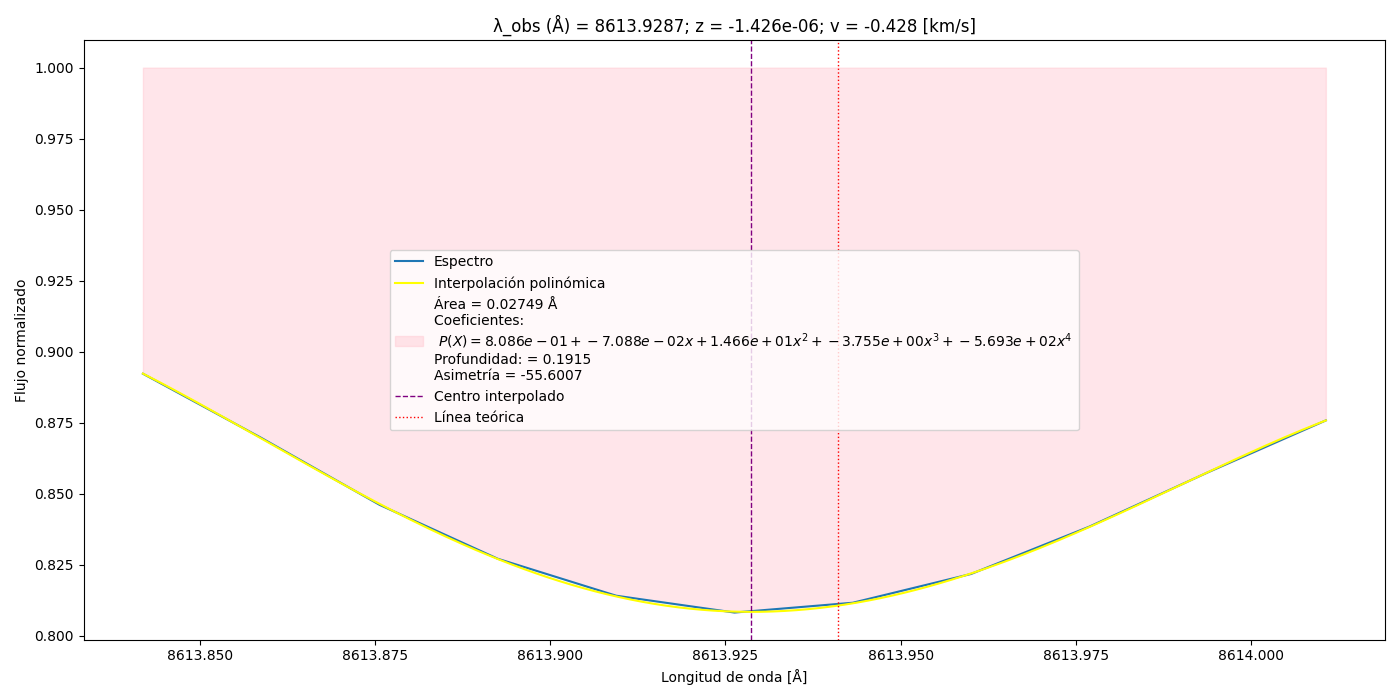 λ_obs (Å) = 8613.9287; z = -1.426e-06; v = -0.428 [km/s]
Flujo normalizado
1.000
0.975
0.950
0.925
0.900
0.875
0.850
0.825
0.800
Espectro
Interpolación polinómica
Área = 0.02749 Å
Coeficientes:
P(X) = 8.086e − 01 + −7.088e − 02x + 1.466e + 01x² + −3.755e + 00x³ + −5.693e + 02x⁴
Profundidad: = 0.1915
Asimetría = -55.6007
Centro interpolado
Línea teórica
8613.850 8613.875 8613.900 8613.925 8613.950 8613.975 8614.000
Longitud de onda [Å]